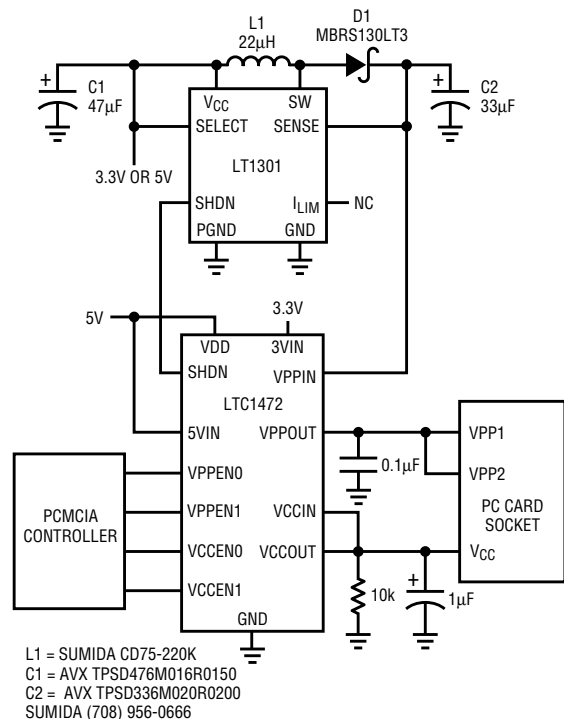 L1
22µH
D1
MBRS130LT3
+
C1
47µF
+
C2
33µF
VCC
SW
SELECT
SENSE
LT1301
3.3V OR 5V
SHDN
ILIM
NC
PGND
GND
5V
3.3V
VDD
3VIN
SHDN
VPPIN
LTC1472
5VIN
VPPOUT
VPP1
0.1µF
VPP2
VPPEN0
PCMCIA
CONTROLLER
VPPEN1
VCCIN
PC CARD
SOCKET
VCCEN0
VCCOUT
VCC
VCCEN1
+
10k
1µF
GND
L1 = SUMIDA CD75-220K
C1 = AVX TPSD476M016R0150
C2 = AVX TPSD336M020R0200
SUMIDA (708) 956-0666